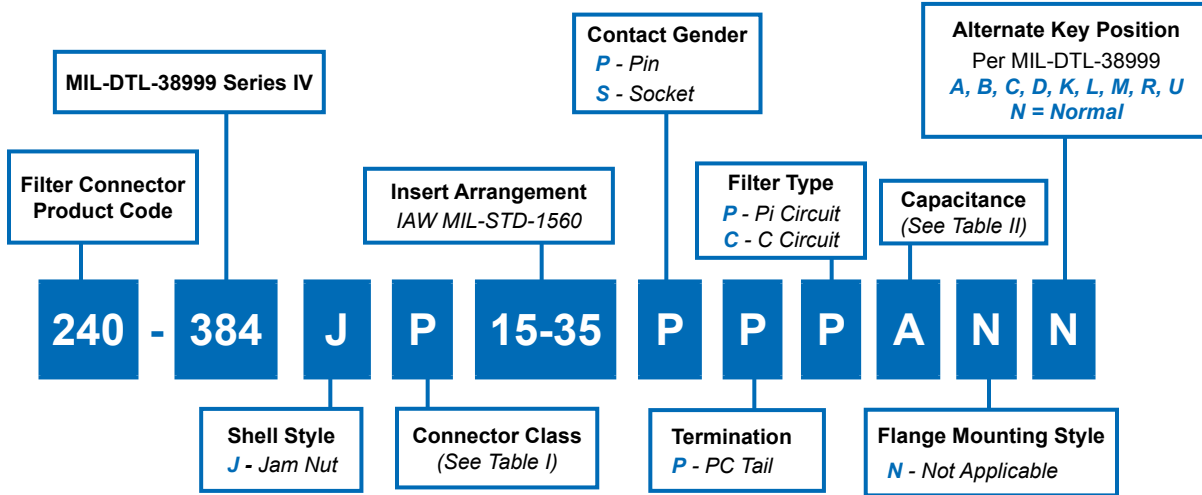 Contact Gender
P - Pin
S - Socket
Alternate Key Position
Per MIL-DTL-38999
A, B, C, D, K, L, M, R, U
N = Normal
MIL-DTL-38999 Series IV
Filter Connector
Product Code
Insert Arrangement
IAW MIL-STD-1560
Filter Type
P - Pi Circuit
C - C Circuit
Capacitance
(See Table II)
240 - 384 J P 15-35 P P P A N N
Shell Style
J - Jam Nut
Connector Class
(See Table I)
Termination
P - PC Tail
Flange Mounting Style
N - Not Applicable